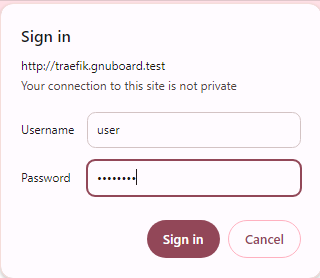 Sign in
http://traefik.gnuboard.test
Your connection to this site is not private
Username user
Password ••••••••
Sign in Cancel